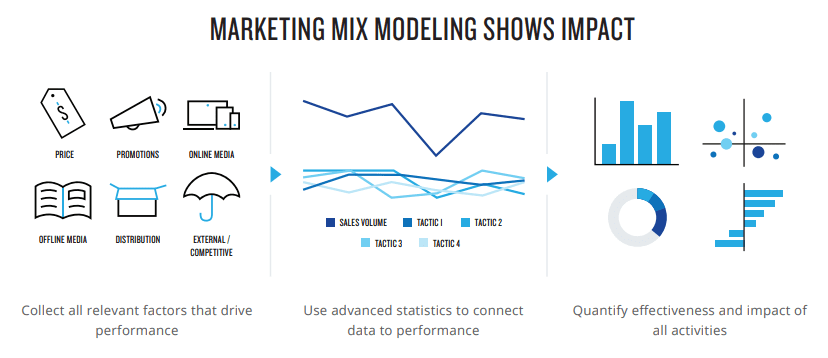 MARKETING MIX MODELING SHOWS IMPACT
$
PRICE
PROMOTIONS
ONLINE MEDIA
OFFLINE MEDIA
DISTRIBUTION
EXTERNAL /
COMPETITIVE
SALES VOLUME
TACTIC 1
TACTIC 2
TACTIC 3
TACTIC 4
Collect all relevant factors that drive
performance
Use advanced statistics to connect
data to performance
Quantify effectiveness and impact of
all activities